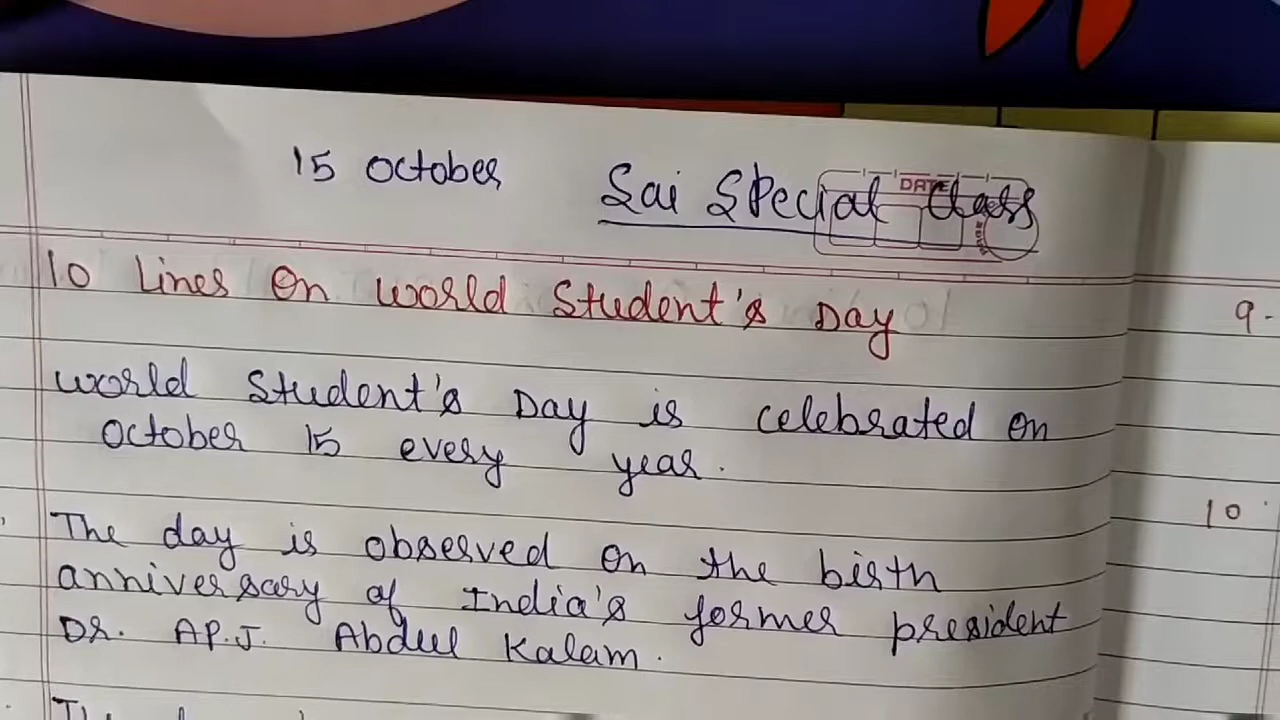 15 October
Sai Special Class
DATE
10 Lines On World Student's Day
World Student's Day is celebrated on
October 15 every year.
The day is observed on the birth
anniversary of India's former president
Dr. AP.J. Abdul Kalam.
9.
10.